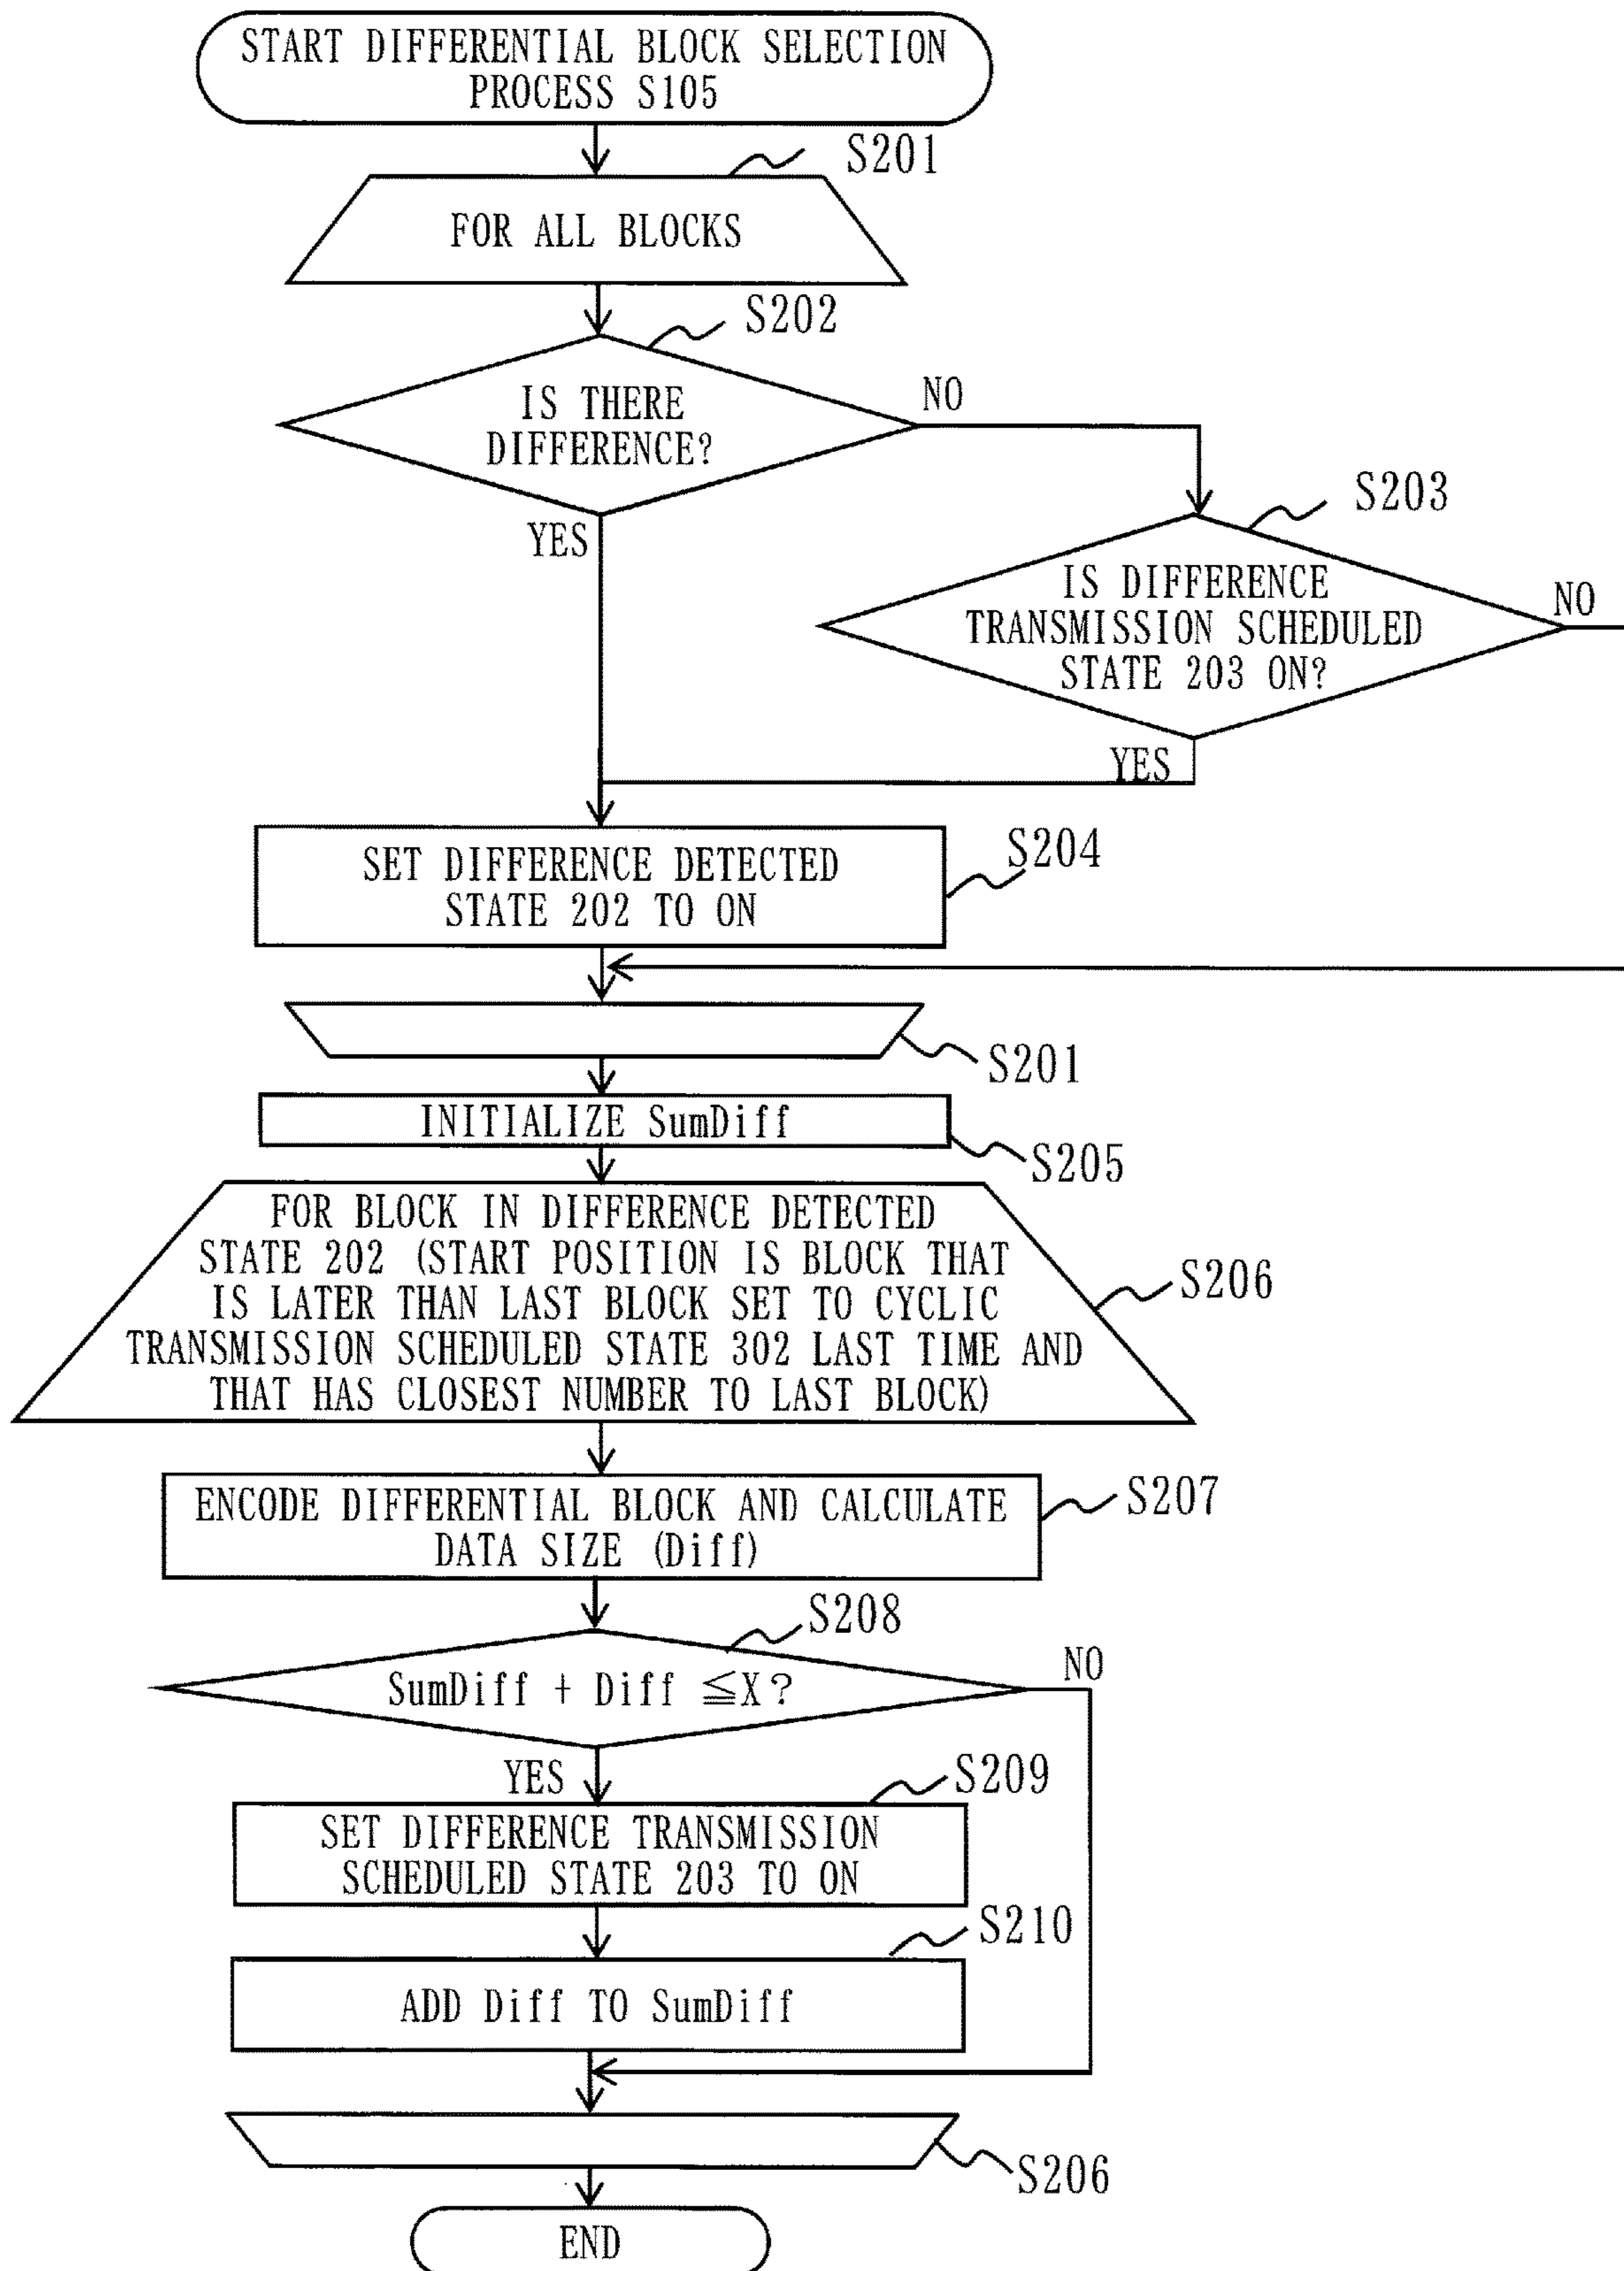 START DIFFERENTIAL BLOCK SELECTION
PROCESS S105
S201
FOR ALL BLOCKS
S202
IS THERE
DIFFERENCE?
NO
YES
S203
IS DIFFERENCE
TRANSMISSION SCHEDULED
STATE 203 ON?
NO
YES
S204
SET DIFFERENCE DETECTED
STATE 202 TO ON
S201
INITIALIZE SumDiff
S205
FOR BLOCK IN DIFFERENCE DETECTED
STATE 202 (START POSITION IS BLOCK THAT
IS LATER THAN LAST BLOCK SET TO CYCLIC
TRANSMISSION SCHEDULED STATE 302 LAST TIME AND
THAT HAS CLOSEST NUMBER TO LAST BLOCK)
S206
ENCODE DIFFERENTIAL BLOCK AND CALCULATE
DATA SIZE (Diff)
S207
S208
SumDiff + Diff ≦X?
NO
YES
S209
SET DIFFERENCE TRANSMISSION
SCHEDULED STATE 203 TO ON
S210
ADD Diff TO SumDiff
S206
END